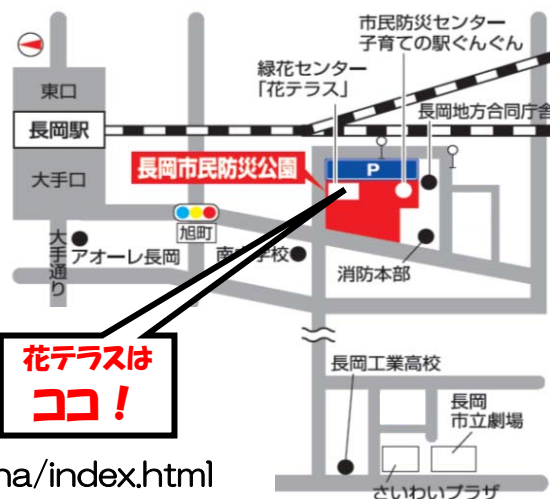 市民防災センター
子育ての駅ぐんぐん
緑花センター
「花テラス」
東口
長岡地方合同庁舎
長岡駅
P
長岡市民防災公園
大手口
旭町
大手通り
アオーレ長岡
消防本部
花テラスは
ココ！
長岡工業高校
長岡
市立劇場
na/index.html
さいわいプラザ